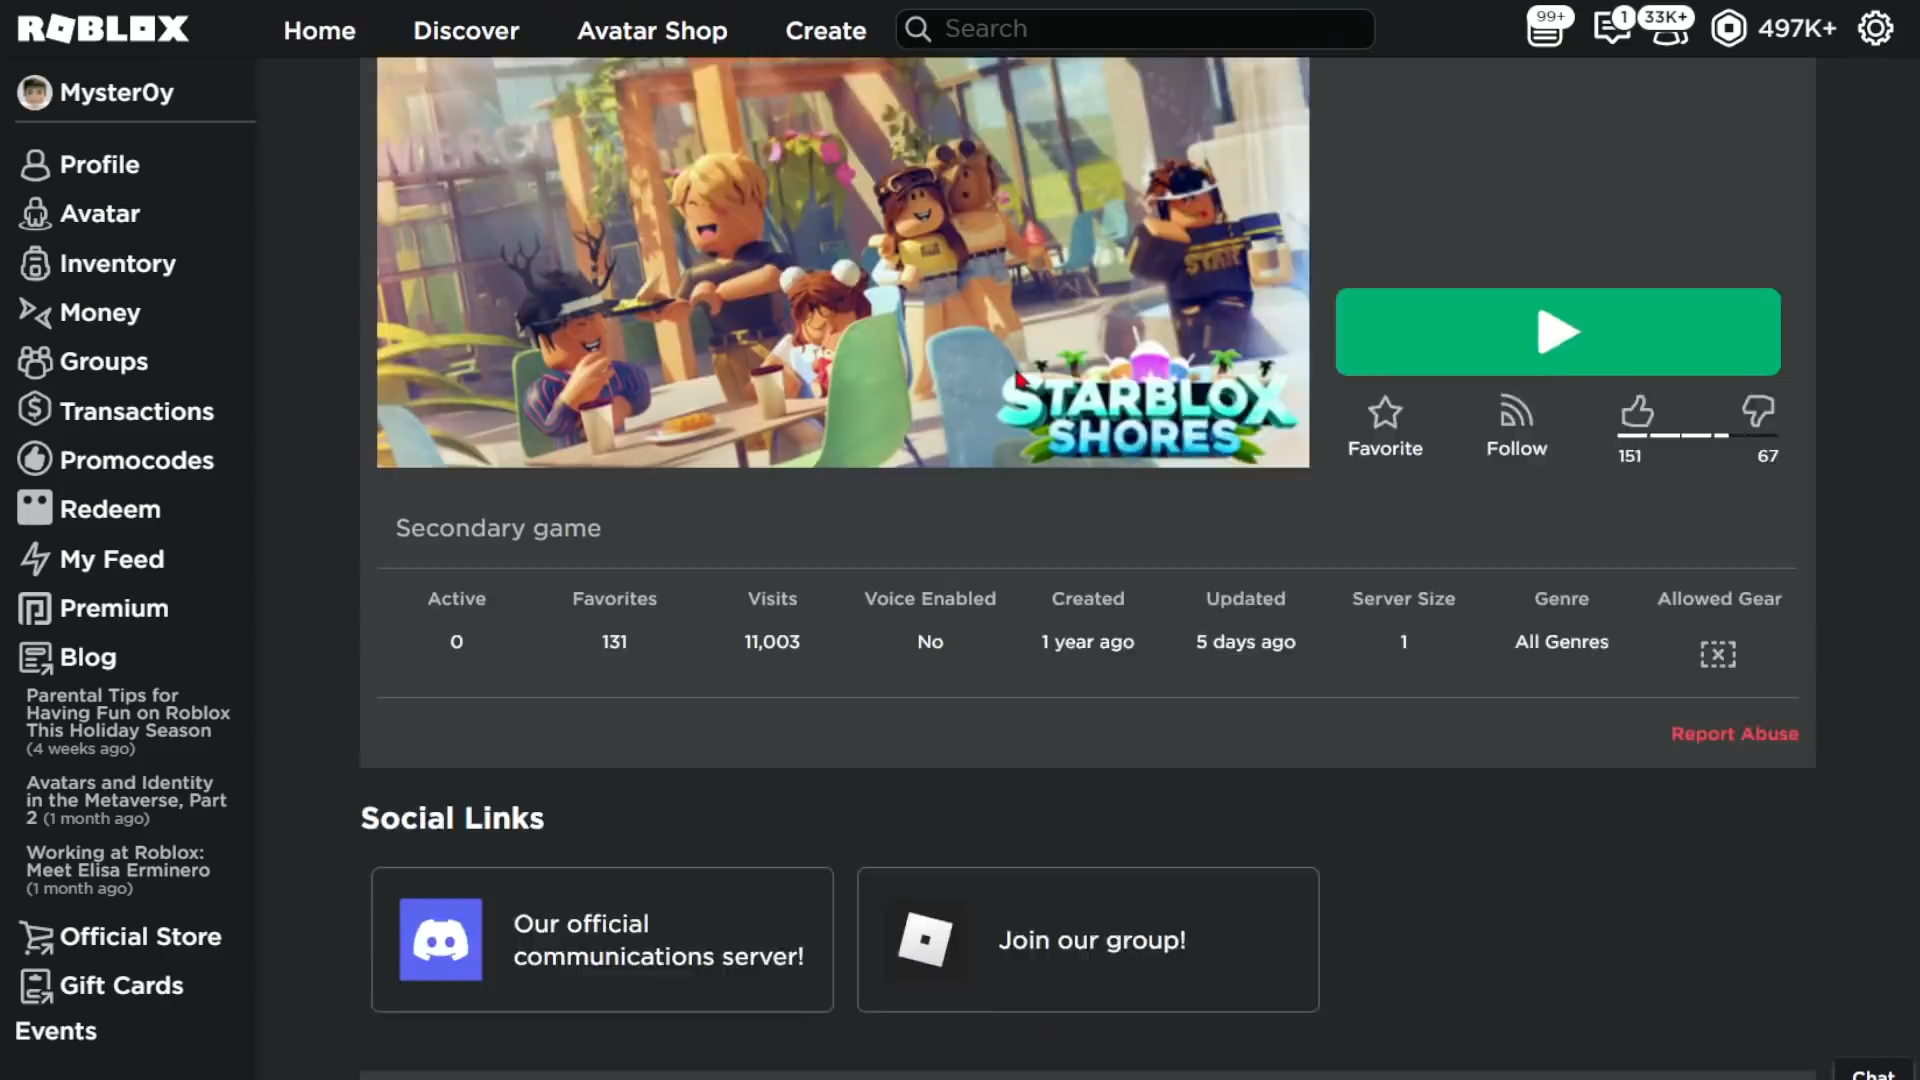 ROBLOX
Home
Discover
Avatar Shop
Create
Search
99+
1
33K+
497K+
Myster0y
Profile
Avatar
Inventory
Money
Groups
Transactions
Promocodes
Redeem
My Feed
Premium
Blog
Parental Tips for
Having Fun on Roblox
This Holiday Season
(4 weeks ago)
Avatars and Identity
in the Metaverse, Part
2 (1 month ago)
Working at Roblox:
Meet Elisa Erminero
(1 month ago)
Official Store
Gift Cards
Events
STAR
STARBLOX
SHORES
Favorite
Follow
151
67
Secondary game
Active
Favorites
Visits
Voice Enabled
Created
Updated
Server Size
Genre
Allowed Gear
0
131
11,003
No
1 year ago
5 days ago
1
All Genres
Report Abuse
Social Links
Our official
communications server!
Join our group!
Chat